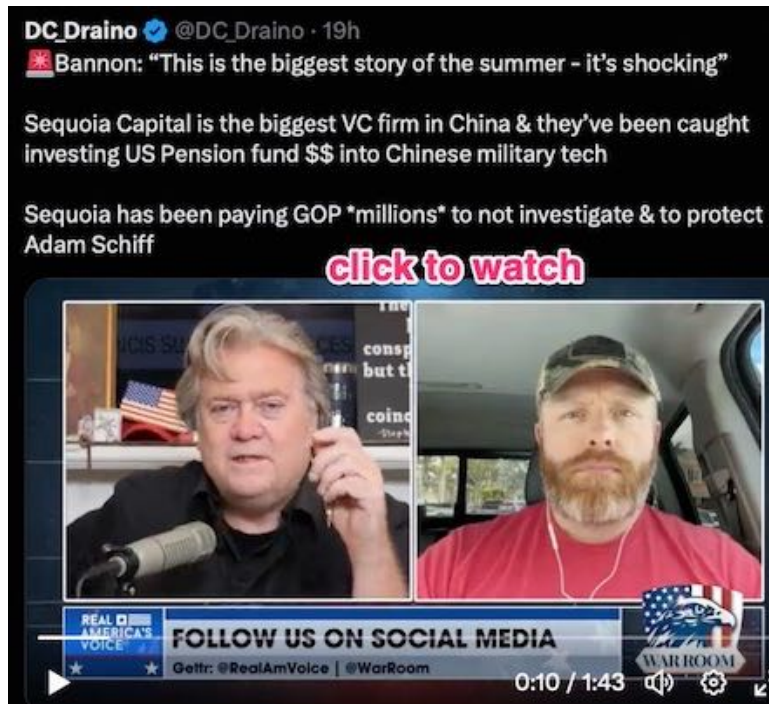 DC_Draino @DC_Draino · 19h
🚨Bannon: “This is the biggest story of the summer - it’s shocking”
Sequoia Capital is the biggest VC firm in China & they’ve been caught
investing US Pension fund $$ into Chinese military tech
Sequoia has been paying GOP *millions* to not investigate & to protect
Adam Schiff
click to watch
consp
but t
coinc
REAL
AMERICA'S
VOICE
FOLLOW US ON SOCIAL MEDIA
Gettr: @RealAmVoice | @WarRoom
WAR ROOM
0:10 / 1:43